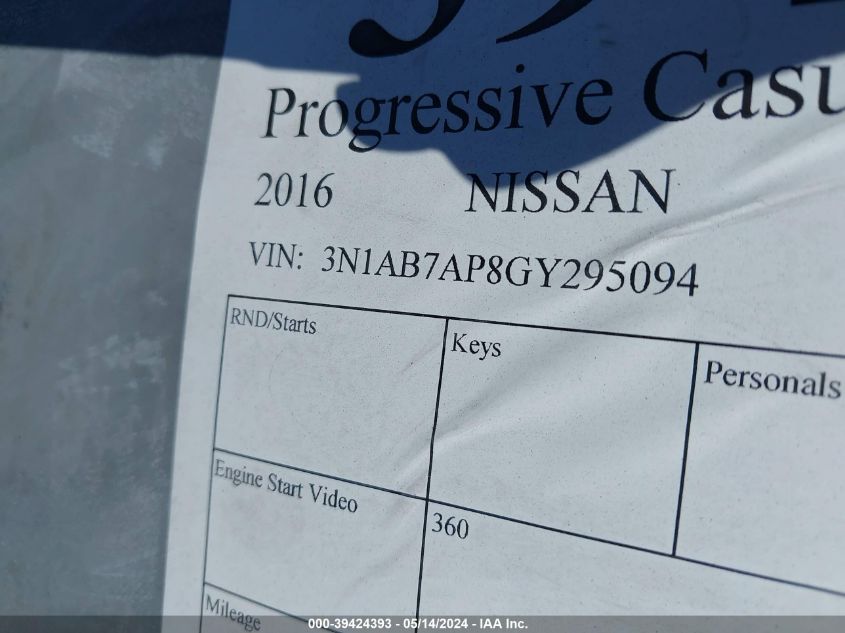 Progressive Casu
2016 NISSAN
VIN: 3N1AB7AP8GY295094
RND/Starts Keys Personals
Engine Start Video 360
Mileage
000-39424393 - 05/14/2024 - IAA Inc.